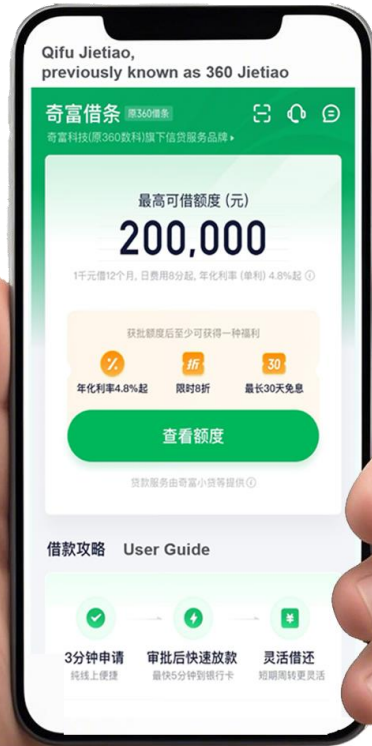 Qifu Jietiao,
previously known as 360 Jietiao
奇富借条 原360借条
奇富科技(原360数科)旗下信贷服务品牌
最高可借额度 (元)
200,000
1千元借12个月, 日费用8分起, 年化利率 (单利) 4.8%起
获批额度后至少可获得一种福利
折 30
年化利率4.8%起 限时8折 最长30天免息
查看额度
贷款服务由奇富小贷等提供
借款攻略 User Guide
3分钟申请 审批后快速放款 灵活借还
纯线上便捷 最快5分钟到银行卡 短期周转更灵活